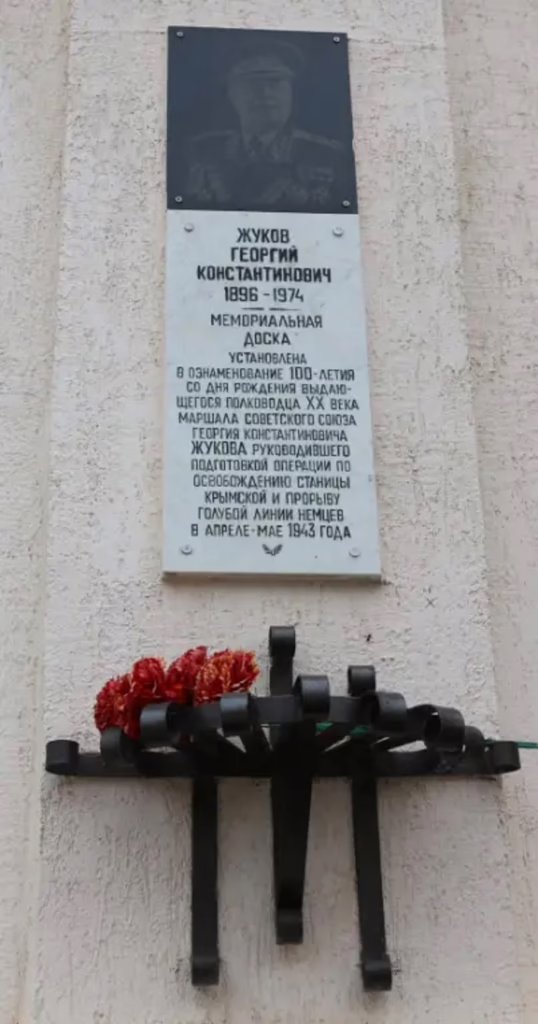 ЖУКОВ
ГЕОРГИЙ
КОНСТАНТИНОВИЧ
1896-1974
МЕМОРИАЛЬНАЯ
ДОСКА
УСТАНОВЛЕНА
В ОЗНАМЕНОВАНИЕ 100-ЛЕТИЯ
СО ДНЯ РОЖДЕНИЯ ВЫДАЮ-
ЩЕГОСЯ ПОЛКОВОДЦА XX ВЕКА
МАРШАЛА СОВЕТСКОГО СОЮЗА
ГЕОРГИЯ КОНСТАНТИНОВИЧА
ЖУКОВА РУКОВОДИВШЕГО
ПОДГОТОВКОЙ ОПЕРАЦИИ ПО
ОСВОБОЖДЕНИЮ СТАНИЦЫ
КРЫМСКОЙ И ПРОРЫВУ
ГОЛУБОЙ ЛИНИИ НЕМЦЕВ
В АПРЕЛЕ-МАЕ 1943 ГОДА